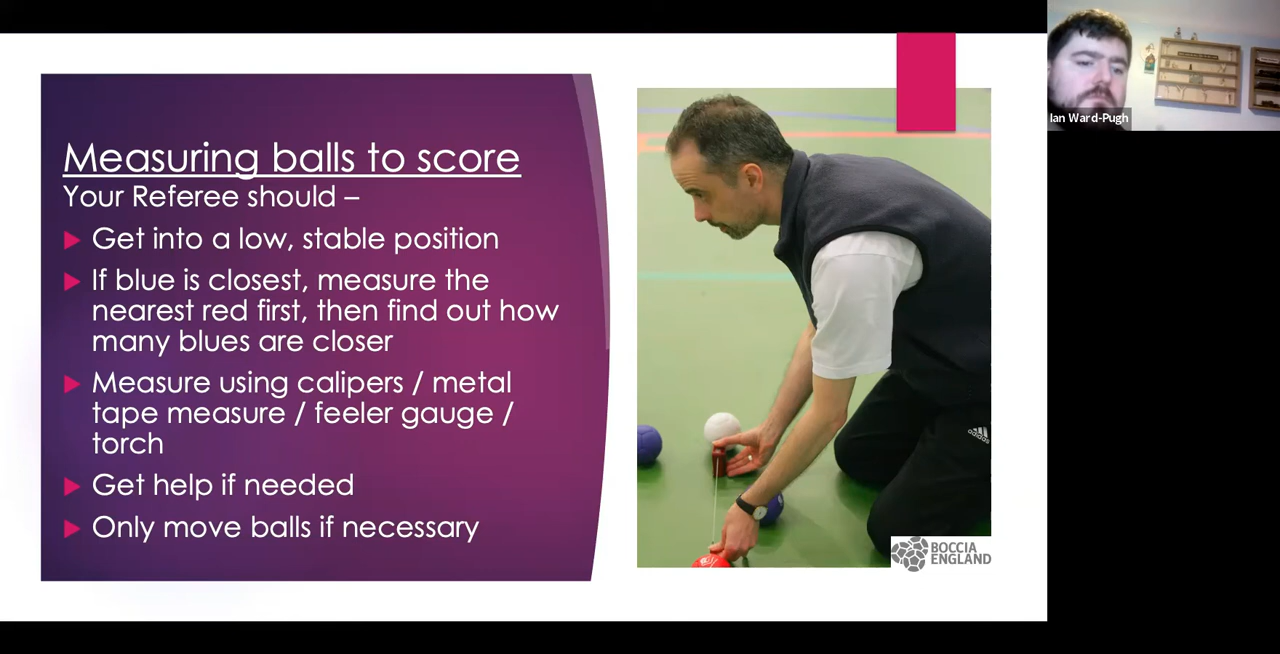 Measuring balls to score
Your Referee should –
Get into a low, stable position
If blue is closest, measure the
nearest red first, then find out how
many blues are closer
Measure using calipers / metal
tape measure / feeler gauge /
torch
Get help if needed
Only move balls if necessary
adidas
BOCCIA
ENGLAND
Ian Ward-Pugh